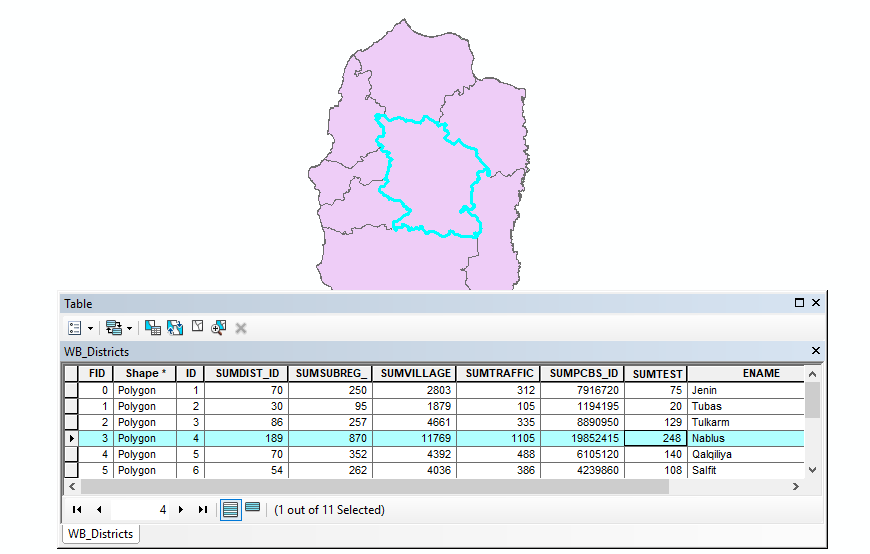 Table
WB_Districts
FID Shape * ID SUMDIST_ID SUMSUBREG_ SUMVILLAGE SUMTRAFFIC SUMPCBS_ID SUMTEST ENAME
0 Polygon 1 70 250 2803 312 7916720 75 Jenin
1 Polygon 2 30 95 1879 105 1194195 20 Tubas
2 Polygon 3 86 257 4661 335 8890950 129 Tulkarm
3 Polygon 4 189 870 11769 1105 19852415 248 Nablus
4 Polygon 5 70 352 4392 488 6105120 140 Qalqiliya
5 Polygon 6 54 262 4036 386 4239860 108 Salfit
4 (1 out of 11 Selected)
WB_Districts